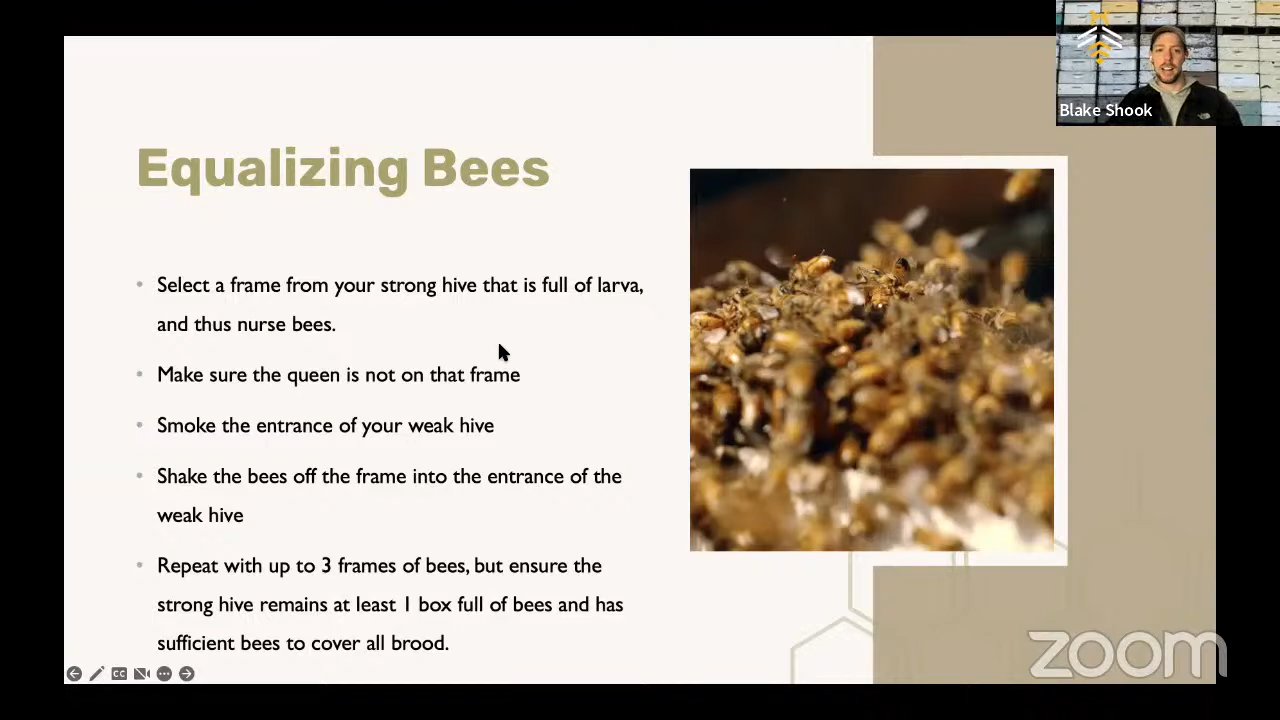 Blake Shook
Equalizing Bees
Select a frame from your strong hive that is full of larva,
and thus nurse bees.
Make sure the queen is not on that frame
Smoke the entrance of your weak hive
Shake the bees off the frame into the entrance of the
weak hive
Repeat with up to 3 frames of bees, but ensure the
strong hive remains at least 1 box full of bees and has
sufficient bees to cover all brood.
CC
zoom